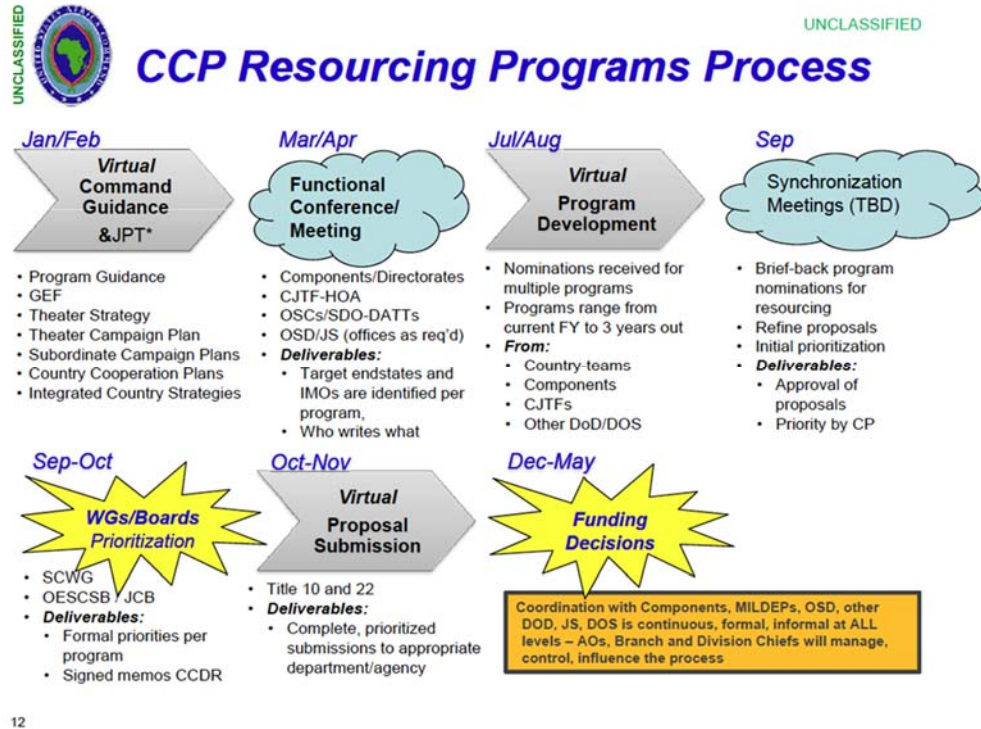 UNCLASSIFIED
UNCLASSIFIED
UNITED STATES AFRICA COMMAND
CCP Resourcing Programs Process
Jan/Feb
Virtual
Command
Guidance
&JPT*
• Program Guidance
• GEF
• Theater Strategy
• Theater Campaign Plan
• Subordinate Campaign Plans
• Country Cooperation Plans
• Integrated Country Strategies
Mar/Apr
Functional
Conference/
Meeting
• Components/Directorates
• CJTF-HOA
• OSCs/SDO-DATTs
• OSD/JS (offices as req'd)
• Deliverables:
• Target endstates and
IMOs are identified per
program,
• Who writes what
Jul/Aug
Virtual
Program
Development
• Nominations received for
multiple programs
• Programs range from
current FY to 3 years out
• From:
• Country-teams
• Components
• CJTFs
• Other DoD/DOS
Sep
Synchronization
Meetings (TBD)
• Brief-back program
nominations for
resourcing
• Refine proposals
• Initial prioritization
• Deliverables:
• Approval of
proposals
• Priority by CP
Sep-Oct
WGs/Boards
Prioritization
• SCWG
• OESCSB / JCB
• Deliverables:
• Formal priorities per
program
• Signed memos CCDR
Oct-Nov
Virtual
Proposal
Submission
• Title 10 and 22
• Deliverables:
• Complete, prioritized
submissions to appropriate
department/agency
Dec-May
Funding
Decisions
Coordination with Components, MILDEPs, OSD, other
DOD, JS, DOS is continuous, formal, informal at ALL
levels – AOs, Branch and Division Chiefs will manage,
control, influence the process
12